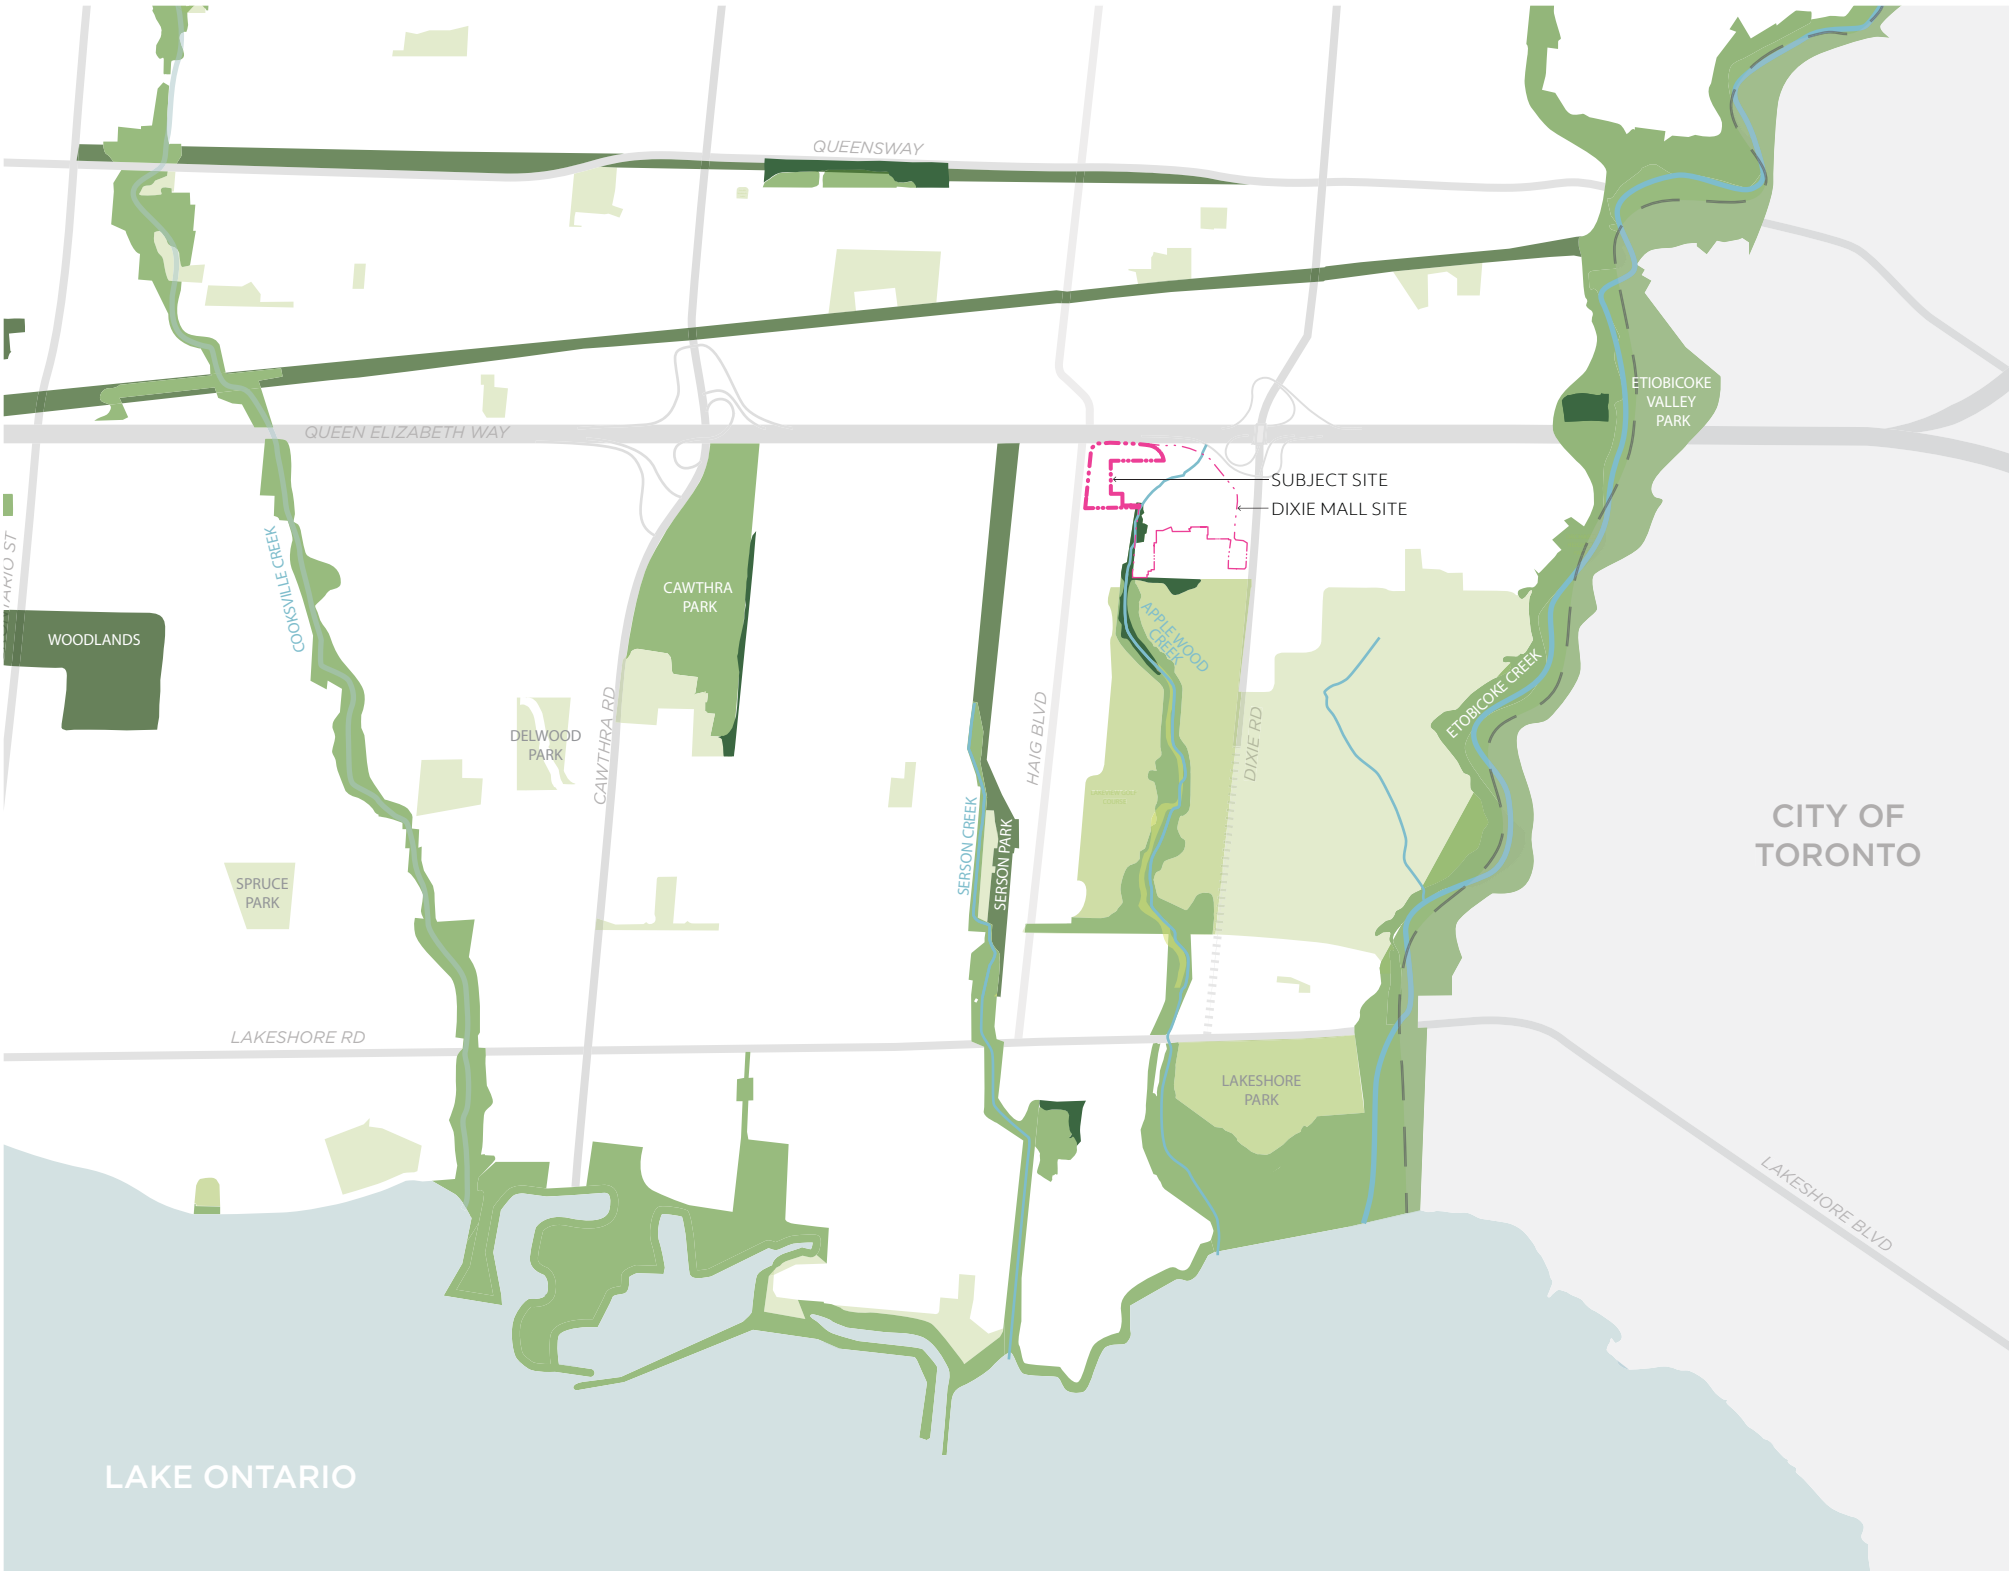 QUEENSWAY
ETIOBICOKE
VALLEY
PARK
QUEEN ELIZABETH WAY
SUBJECT SITE
DIXIE MALL SITE
COOKSVILLE CREEK
CAWTHRA
PARK
APPLE WOOD
CREEK
WOODLANDS
ETOBICOKE CREEK
CAWTHRA RD
DELWOOD
PARK
HAIG BLVD
DIXIE RD
SERSON CREEK
SERSON PARK
CITY OF
TORONTO
SPRUCE
PARK
LAKESHORE RD
LAKESHORE
PARK
LAKESHORE BLVD
LAKE ONTARIO